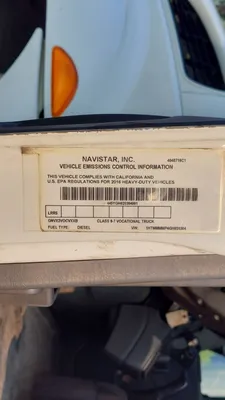 NAVISTAR, INC.
VEHICLE EMISSIONS CONTROL INFORMATION
THIS VEHICLE COMPLIES WITH CALIFORNIA AND
U.S. EPA REGULATIONS FOR 2016 HEAVY-DUTY VEHICLES
CLASS 6-7 VOCATIONAL TRUCK
FUEL TYPE: DIESEL VIN